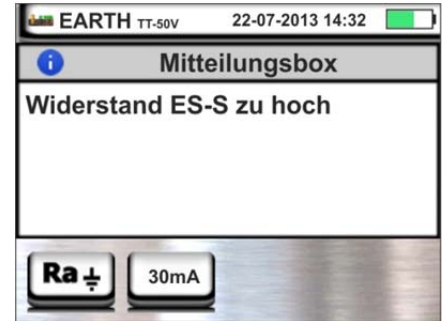 EARTH TT-50V 22-07-2013 14:32
Mitteilungsbox
Widerstand ES-S zu hoch
Ra
30mA